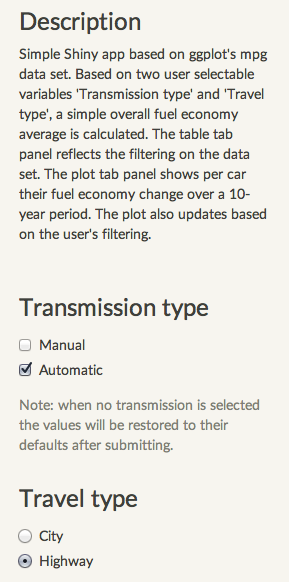 Description
Simple Shiny app based on ggplot's mpg
data set. Based on two user selectable
variables 'Transmission type' and 'Travel
type', a simple overall fuel economy
average is calculated. The table tab
panel reflects the filtering on the data
set. The plot tab panel shows per car
their fuel economy change over a 10-
year period. The plot also updates based
on the user's filtering.
Transmission type
Manual
Automatic
Note: when no transmission is selected
the values will be restored to their
defaults after submitting.
Travel type
City
Highway